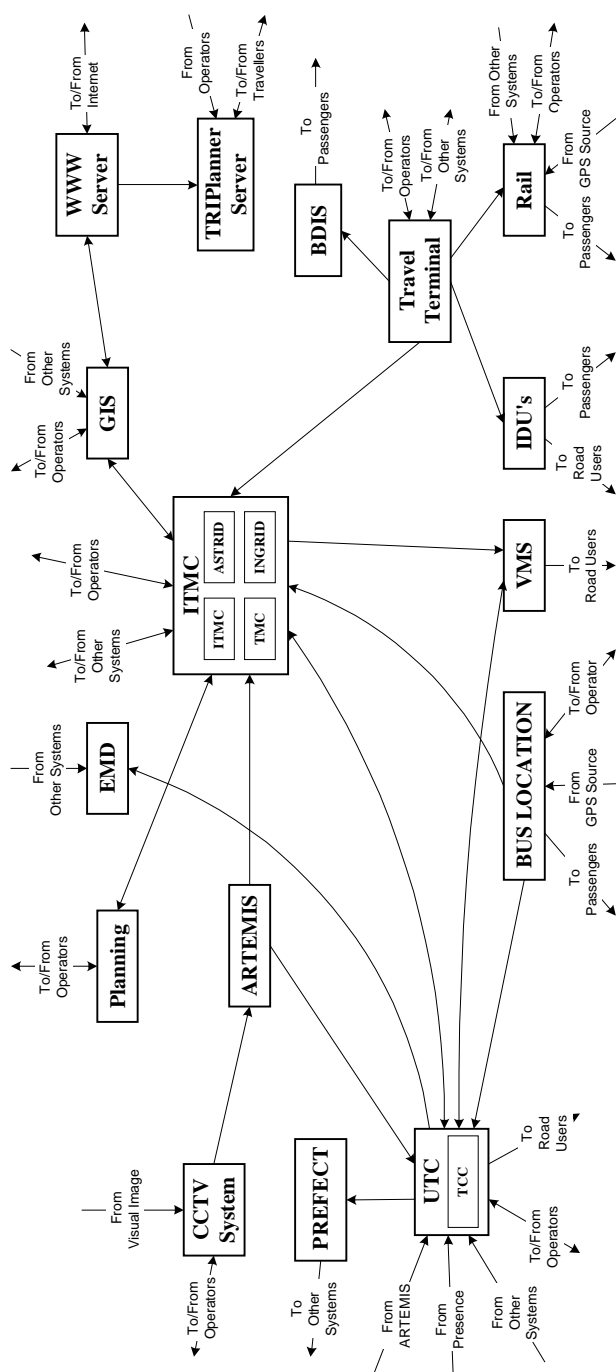 From
Visual Image
To/From
Operators
CCTV
System
To
Other
Systems
PREFECT
From
ARTEMIS
From
Presence
From
Other
Systems
UTC
TCC
To/From
Operators
To
Road
Users
To/From
Operators
Planning
ARTEMIS
From
Other Systems
EMD
To
Passengers
From
GPS Source
To/From
Operator
BUS LOCATION
To/From
Other
Systems
To/From
Operators
ITMC
ITMC
ASTRID
TMC
INGRID
VMS
To
Road Users
To/From
Operators
From
Other
Systems
GIS
IDU's
To
Road
Users
To
Passengers
To/From
Internet
WWW
Server
From
Operators
To/From
Travellers
TRIPlanner
Server
To
Passengers
BDIS
To/From
Operators
To/From
Other
Systems
Travel
Terminal
From Other
Systems
To/From
Operators
Rail
To
Passengers
From
GPS Source